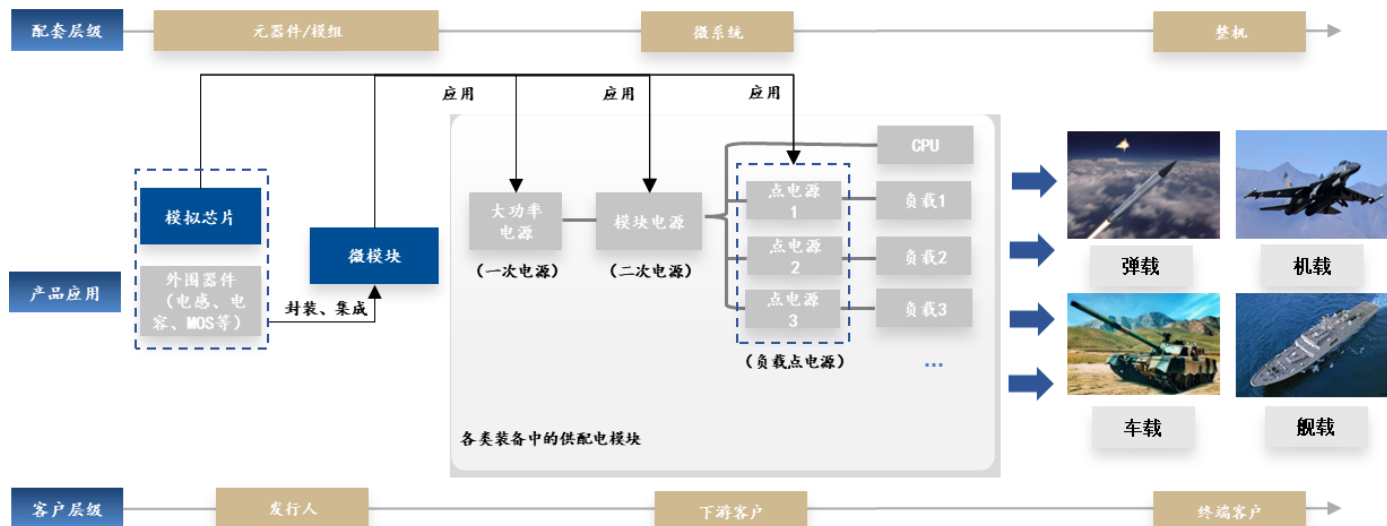 配套层级
元器件/模组
微系统
整机
应用
应用
应用
CPU
模拟芯片
点电源
1
负载1
大功率
电源
模块电源
微模块
点电源
2
负载2
(一次电源)
(二次电源)
产品应用
外围器件
(电感、电
容、MOS等)
封装、集成
点电源
3
负载3
(负载点电源)
...
弹载
机载
车载
舰载
各类装备中的供配电模块
客户层级
发行人
下游客户
终端客户